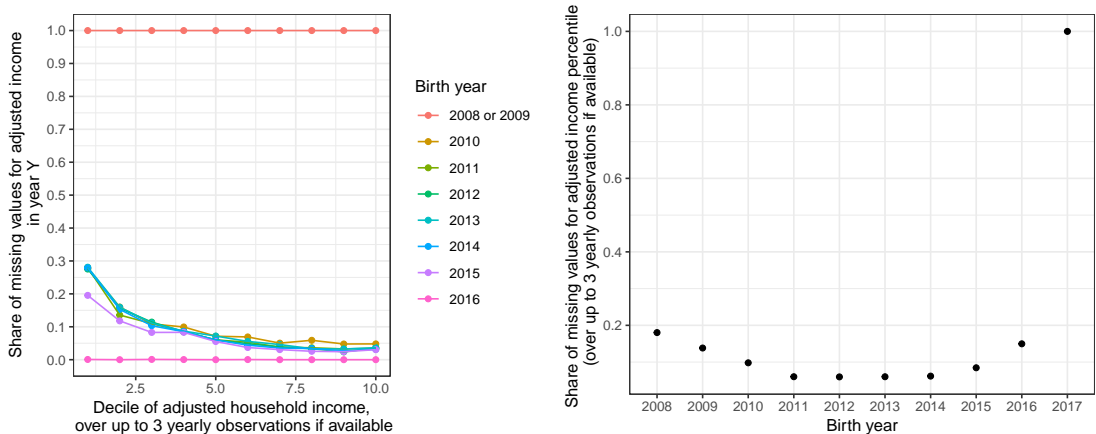 Share of missing values for adjusted income
in year Y
1.0
0.9
0.8
0.7
0.6
0.5
0.4
0.3
0.2
0.1
0.0
2.5
5.0
7.5
10.0
Decile of adjusted household income,
over up to 3 yearly observations if available
Birth year
2008 or 2009
2010
2011
2012
2013
2014
2015
2016
Share of missing values for adjusted income percentile
(over up to 3 yearly observations if available)
1.0
0.8
0.6
0.4
0.2
2008 2009 2010 2011 2012 2013 2014 2015 2016 2017
Birth year